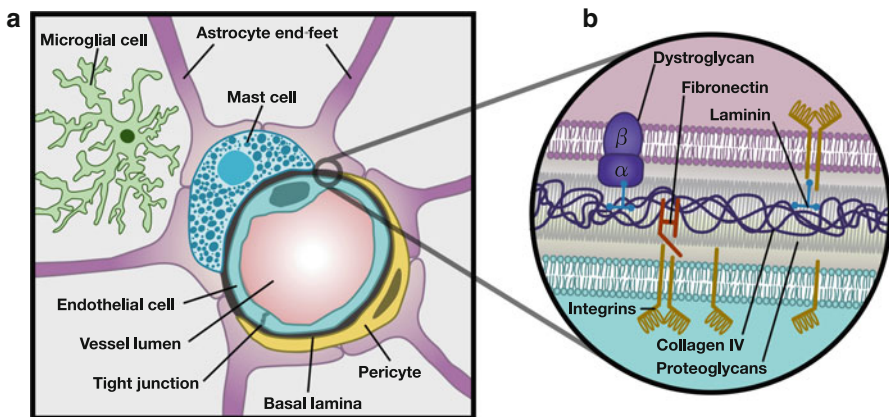 a
Microglial cell
Astrocyte end-feet
Mast cell
Endothelial cell
Vessel lumen
Tight junction
Basal lamina
Pericyte
b
Dystroglycan
Fibronectin
Laminin
β
α
Integrins
Collagen IV
Proteoglycans